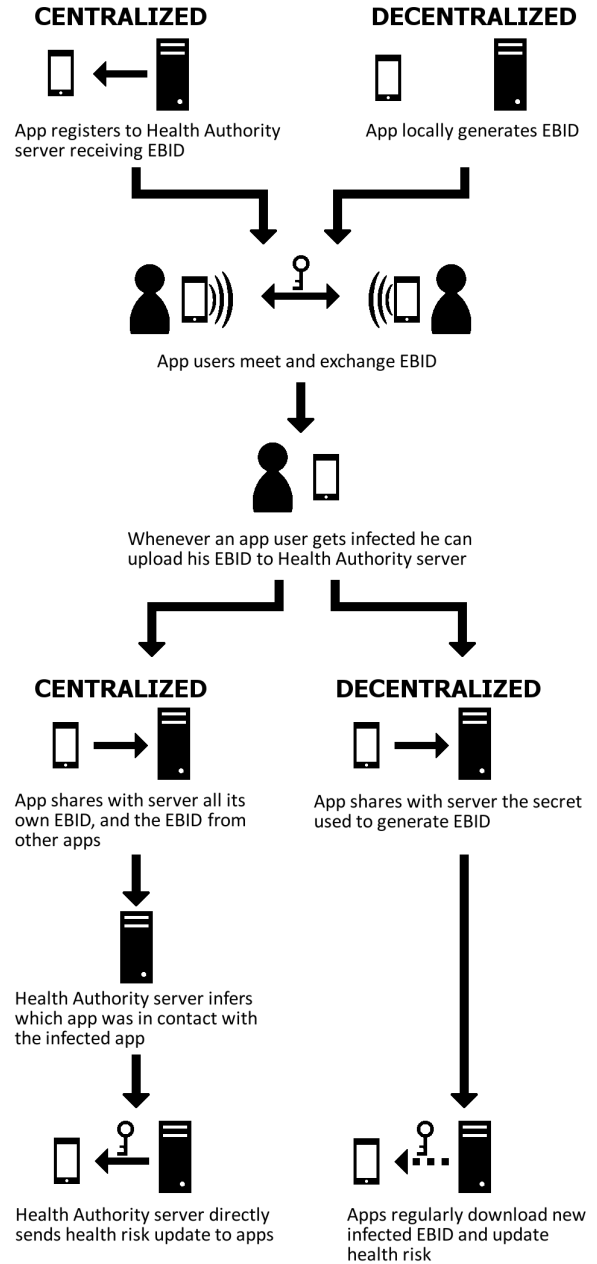 CENTRALIZED
DECENTRALIZED
App registers to Health Authority
server receiving EBID
App locally generates EBID
App users meet and exchange EBID
Whenever an app user gets infected he can
upload his EBID to Health Authority server
CENTRALIZED
DECENTRALIZED
App shares with server all its
own EBID, and the EBID from
other apps
App shares with server the secret
used to generate EBID
Health Authority server infers
which app was in contact with
the infected app
Health Authority server directly
sends health risk update to apps
Apps regularly download new
infected EBID and update
health risk